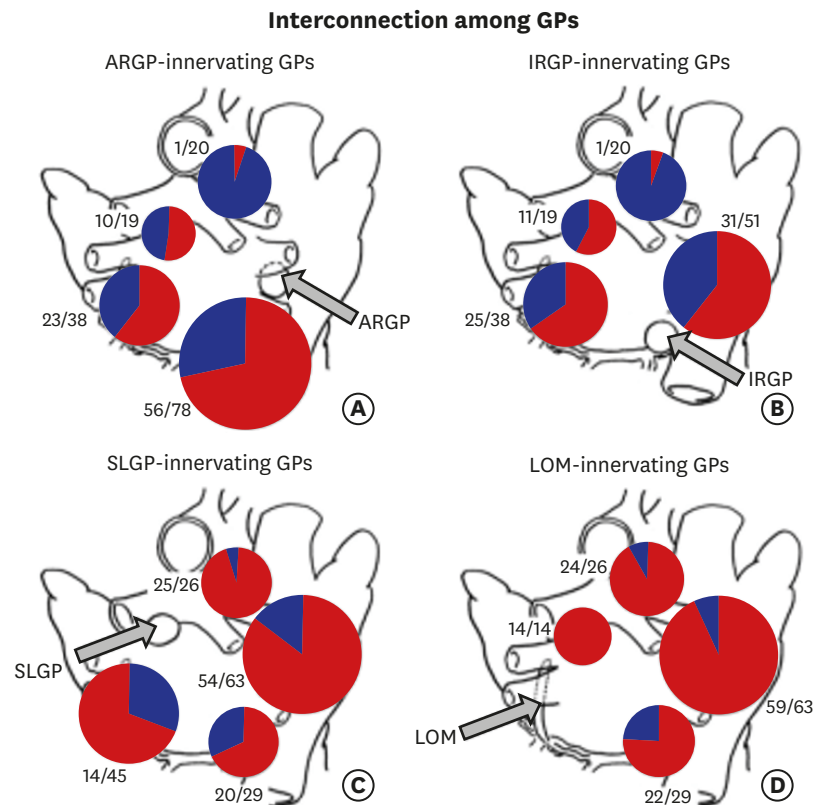 Interconnection among GPs
ARGP-innervating GPs
1/20
10/19
23/38
56/78
ARGP
A
IRGP-innervating GPs
1/20
11/19
31/51
25/38
IRGP
B
SLGP-innervating GPs
25/26
SLGP
54/63
14/45
20/29
C
LOM-innervating GPs
24/26
14/14
59/63
LOM
22/29
D